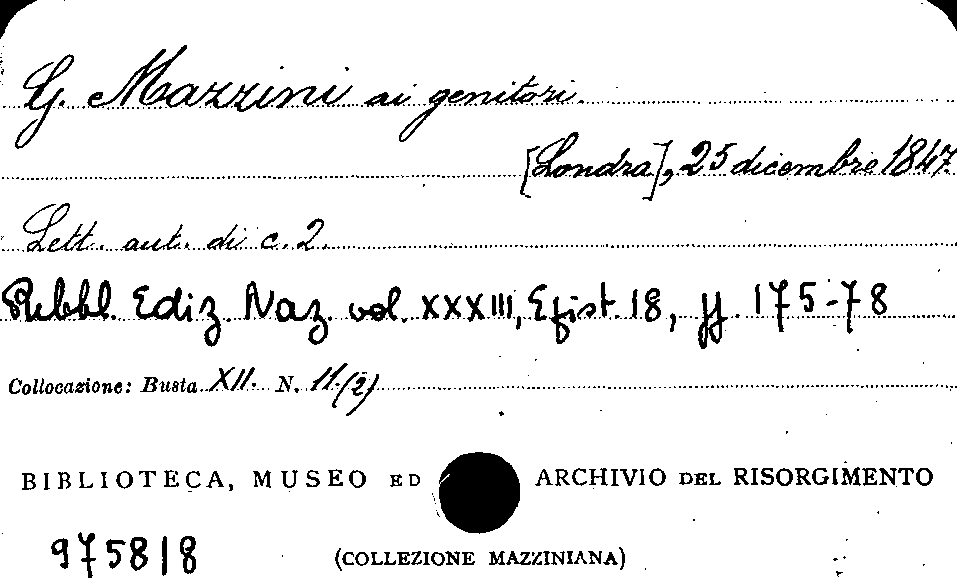 G. Mazzini ai genitori.
[Londra], 25 dicembre 1847.
Lett. aut. di c. 2.
Pubbl. Ediz. Naz. vol. XXXIII, Epist. 18, pp. 175-78
Collocazione: Busta XII. N. 11.(2)
BIBLIOTECA, MUSEO ED ARCHIVIO DEL RISORGIMENTO
975818
(COLLEZIONE MAZZINIANA)